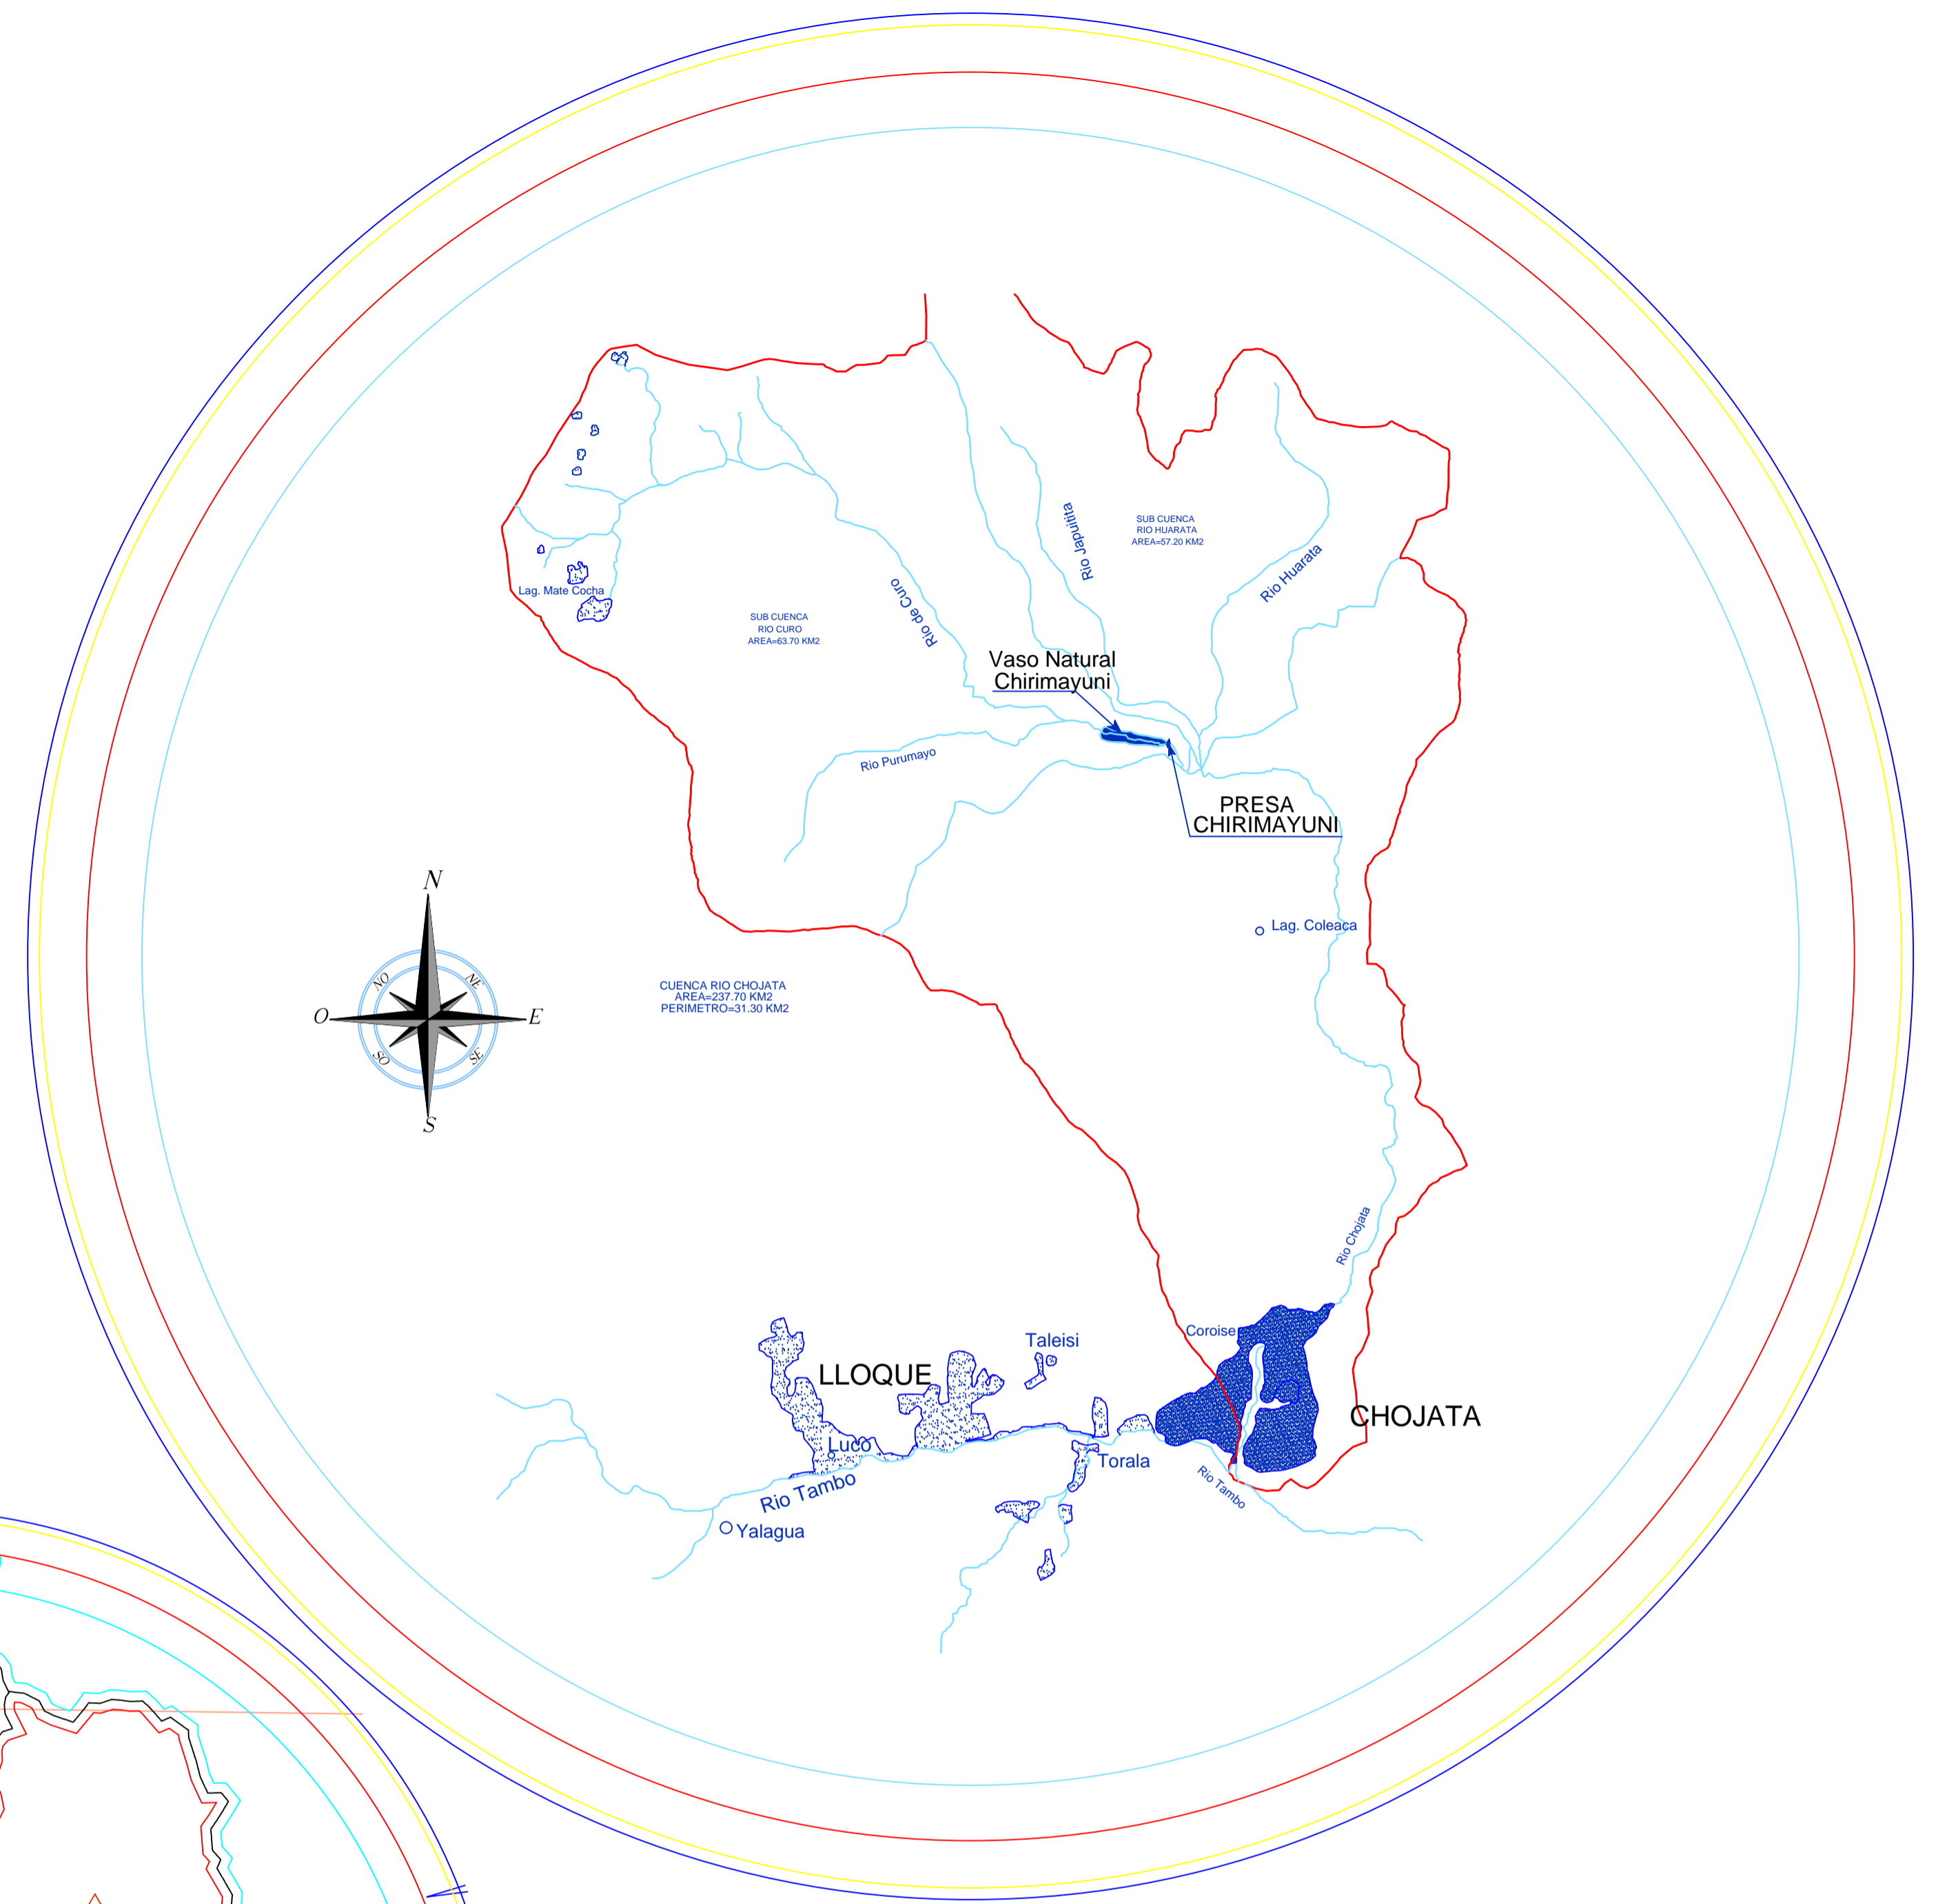 Rio Japuitita
SUB CUENCA
RIO HUARATA
AREA=57.20 KM2
Rio Huarata
Lag. Mate Cocha
Rio de Curo
SUB CUENCA
RIO CURO
AREA=63.70 KM2
Vaso Natural
Chirimayuni
Rio Purumayo
PRESA
CHIRIMAYUNI
N
NO
NE
O
E
SO
SE
S
Lag. Coleaca
CUENCA RIO CHOJATA
AREA=237.70 KM2
PERIMETRO=31.30 KM2
Rio Chojata
Coroise
Taleisi
LLOQUE
CHOJATA
Luco
Torala
Rio Tambo
Rio Tambo
Yalagua